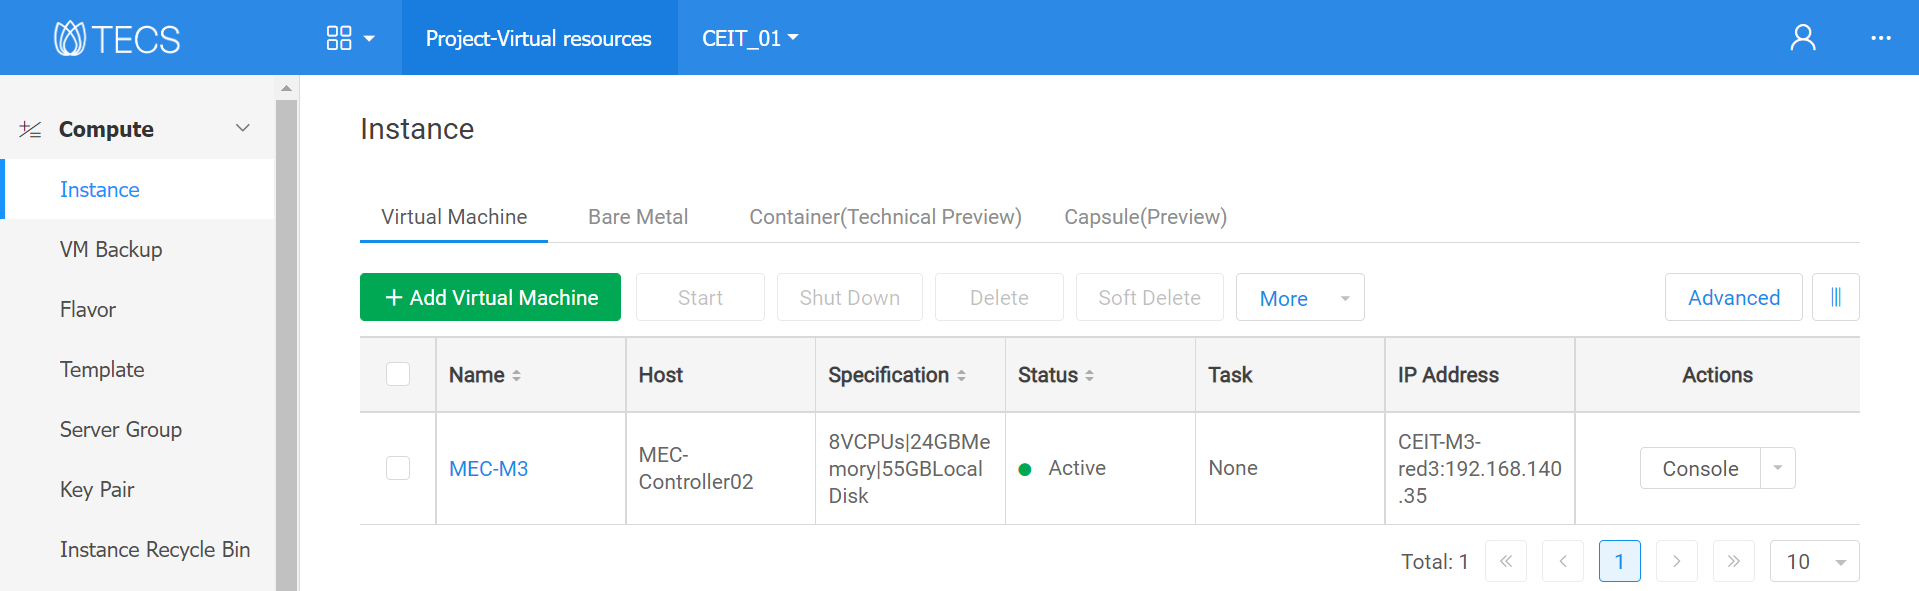 TECS
Project-Virtual resources
CEIT_01
Compute
Instance
VM Backup
Flavor
Template
Server Group
Key Pair
Instance Recycle Bin
Instance
Virtual Machine
Bare Metal
Container(Technical Preview)
Capsule(Preview)
+ Add Virtual Machine
Start
Shut Down
Delete
Soft Delete
More
Advanced
Name
Host
Specification
Status
Task
IP Address
Actions
MEC-M3
MEC-
Controller02
8VCPUs|24GBMe
mory|55GBLocal
Disk
Active
None
CEIT-M3-
red3:192.168.140
.35
Console
Total: 1
1
10